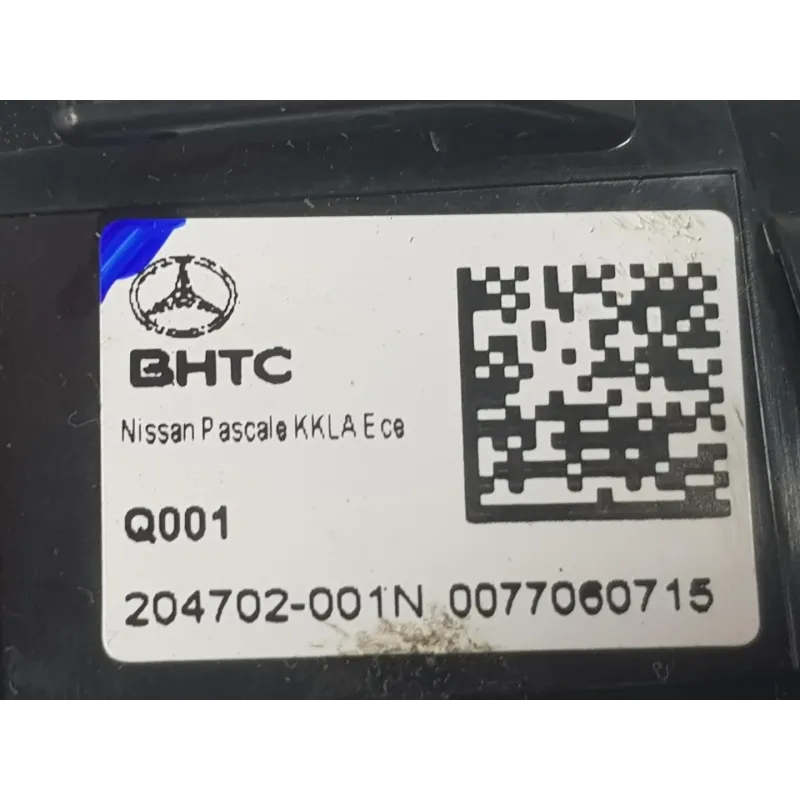 BHTC
Nissan Pascale KKLA Ece
Q001
204702-001N 0077060715